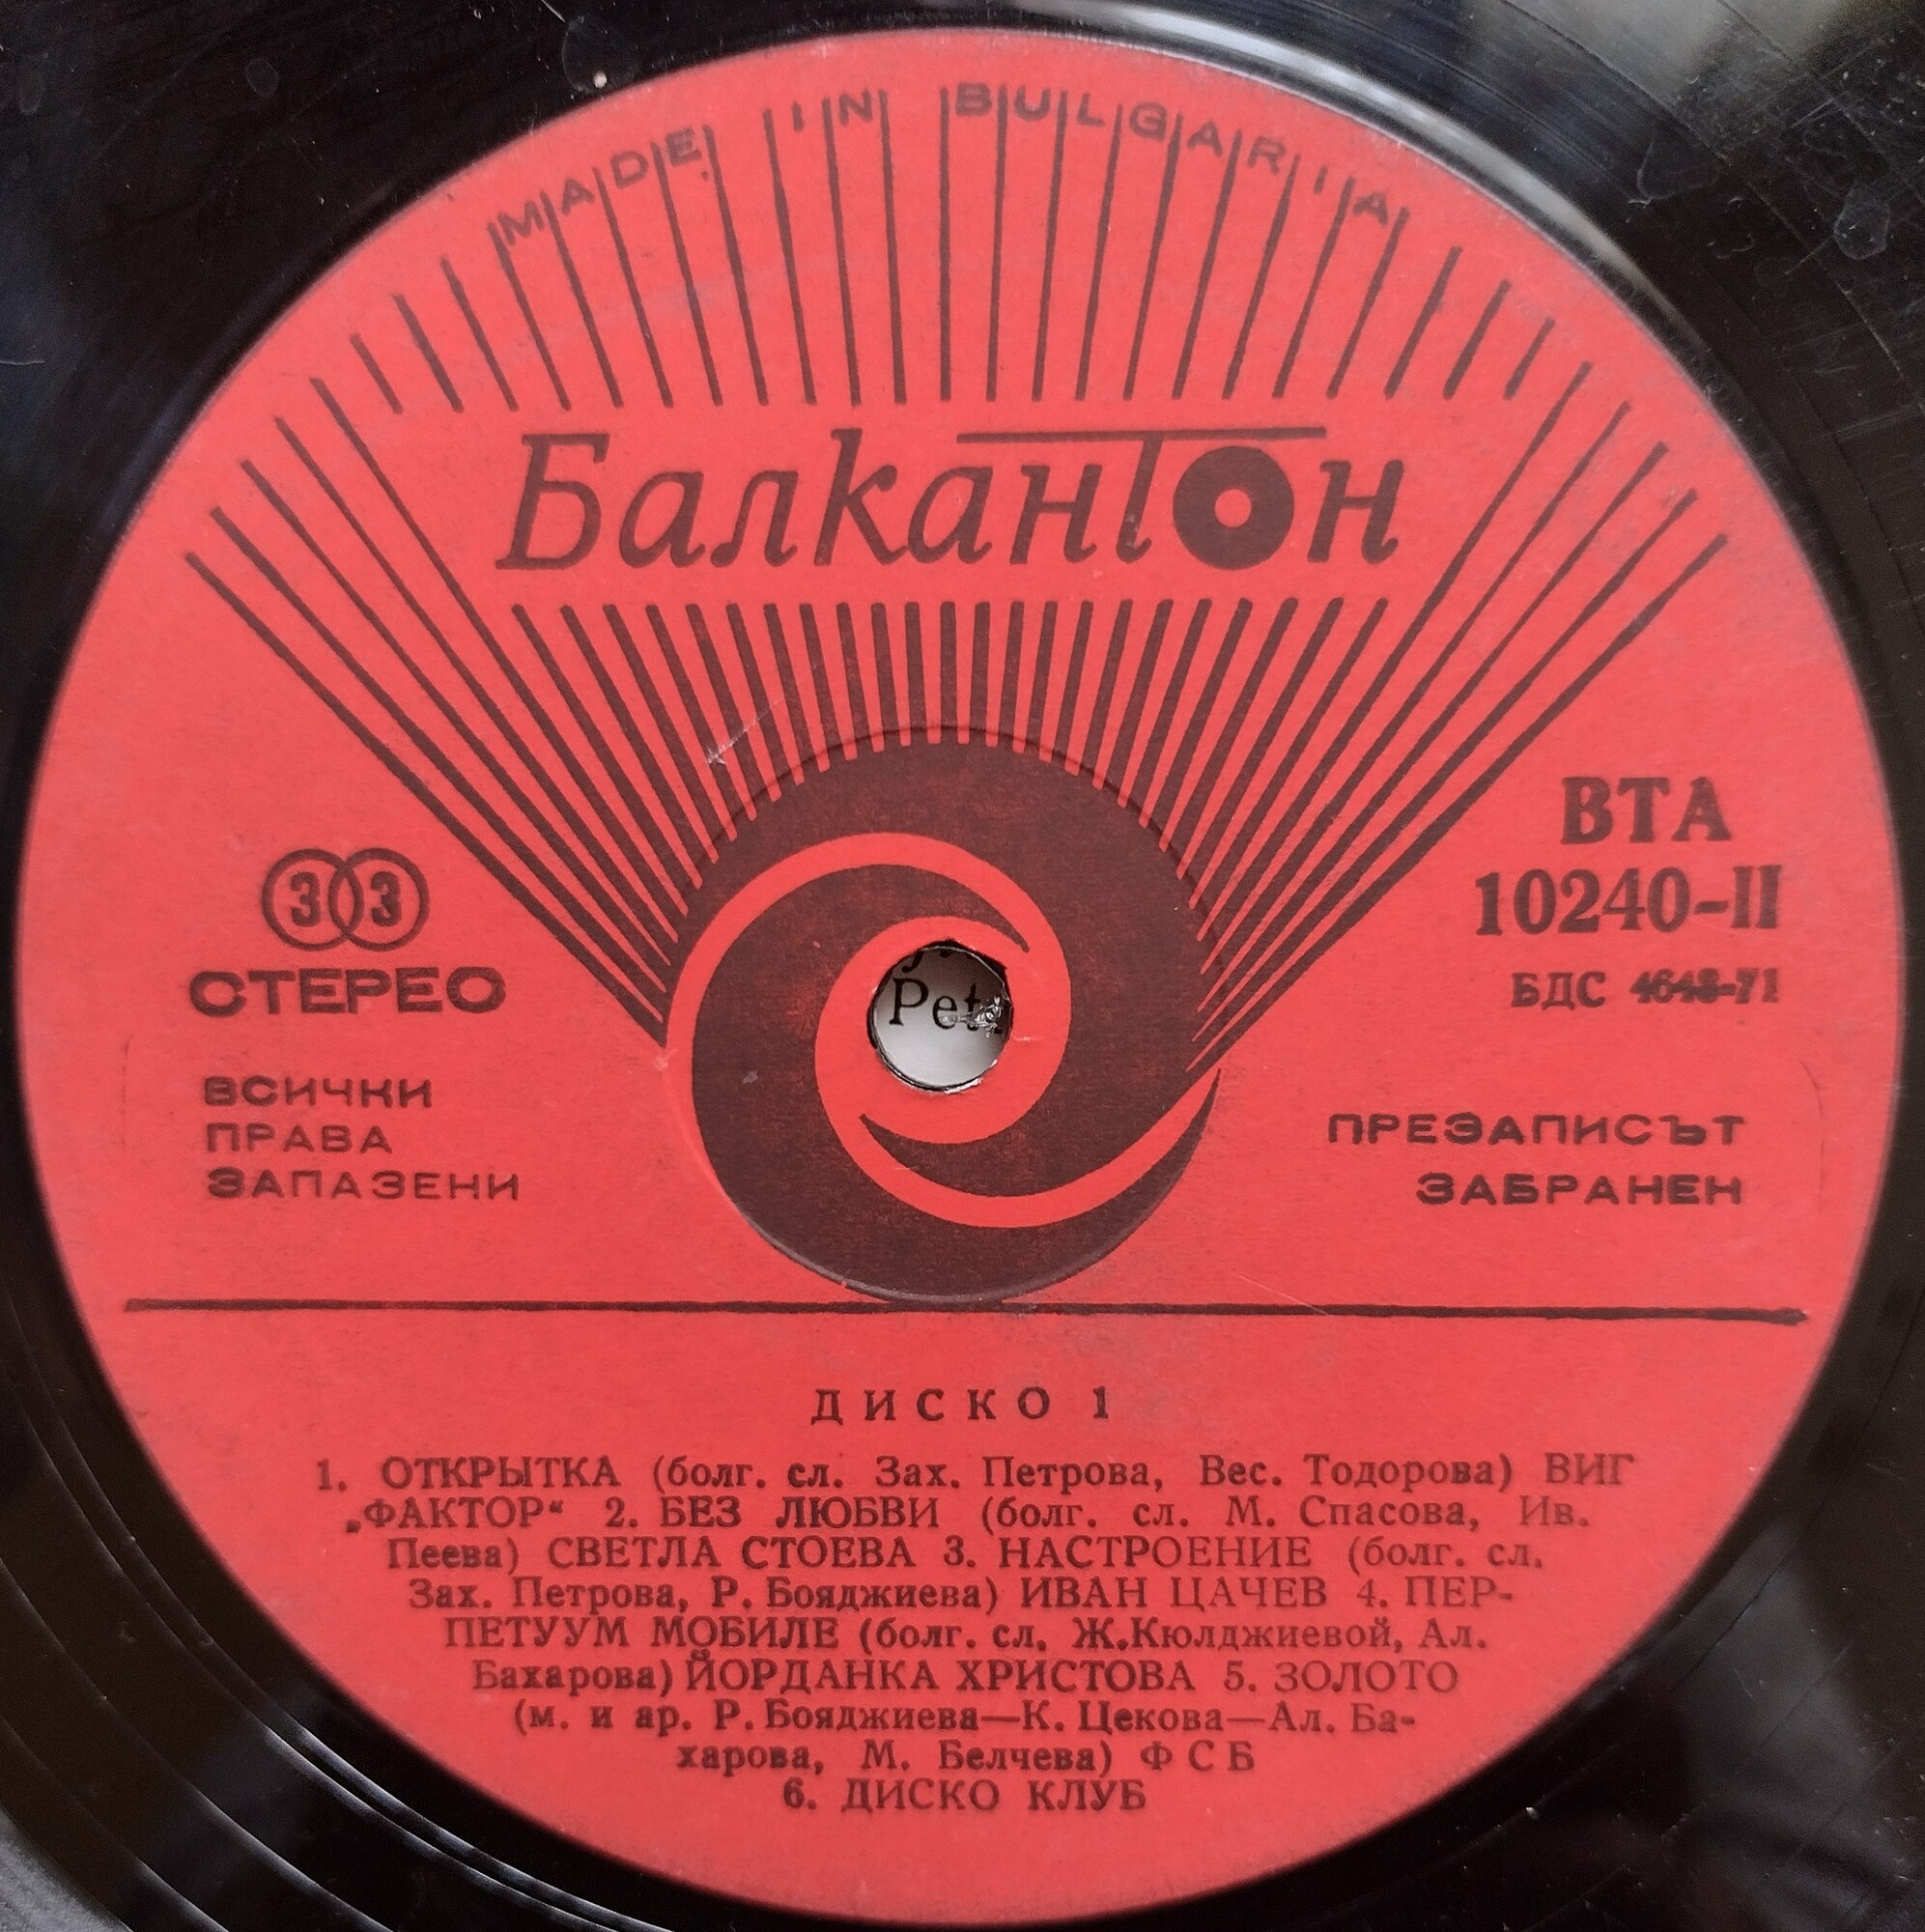 MADE IN BULGARIA
Балкантон
33
СТЕРЕО
ВСИЧКИ
ПРАВА
ЗАПАЗЕНИ
ВТА
10240-II
БДС 4643-71
ПРЕЗАПИСЪТ
ЗАБРАНЕН
Pet
ДИСКО 1
1. ОТКРЫТКА (болг. сл. Зах. Петрова, Вес. Тодорова) ВИГ
„ФАКТОР“ 2. БЕЗ ЛЮБВИ (болг. сл. М. Спасова, Ив.
Пеева) СВЕТЛА СТОЕВА 3. НАСТРОЕНИЕ (болг. сл.
Зах. Петрова, Р. Бояджиева) ИВАН ЦАЧЕВ 4. ПЕР-
ПЕТУУМ МОБИЛЕ (болг. сл. Ж.Кюлджиевой, Ал.
Бахарова) ЙОРДАНКА ХРИСТОВА 5. ЗОЛОТО
(м. и ар. Р. Бояджиева—К. Цекова—Ал. Ба-
харова, М. Белчева) Ф С Б
6. ДИСКО КЛУБ